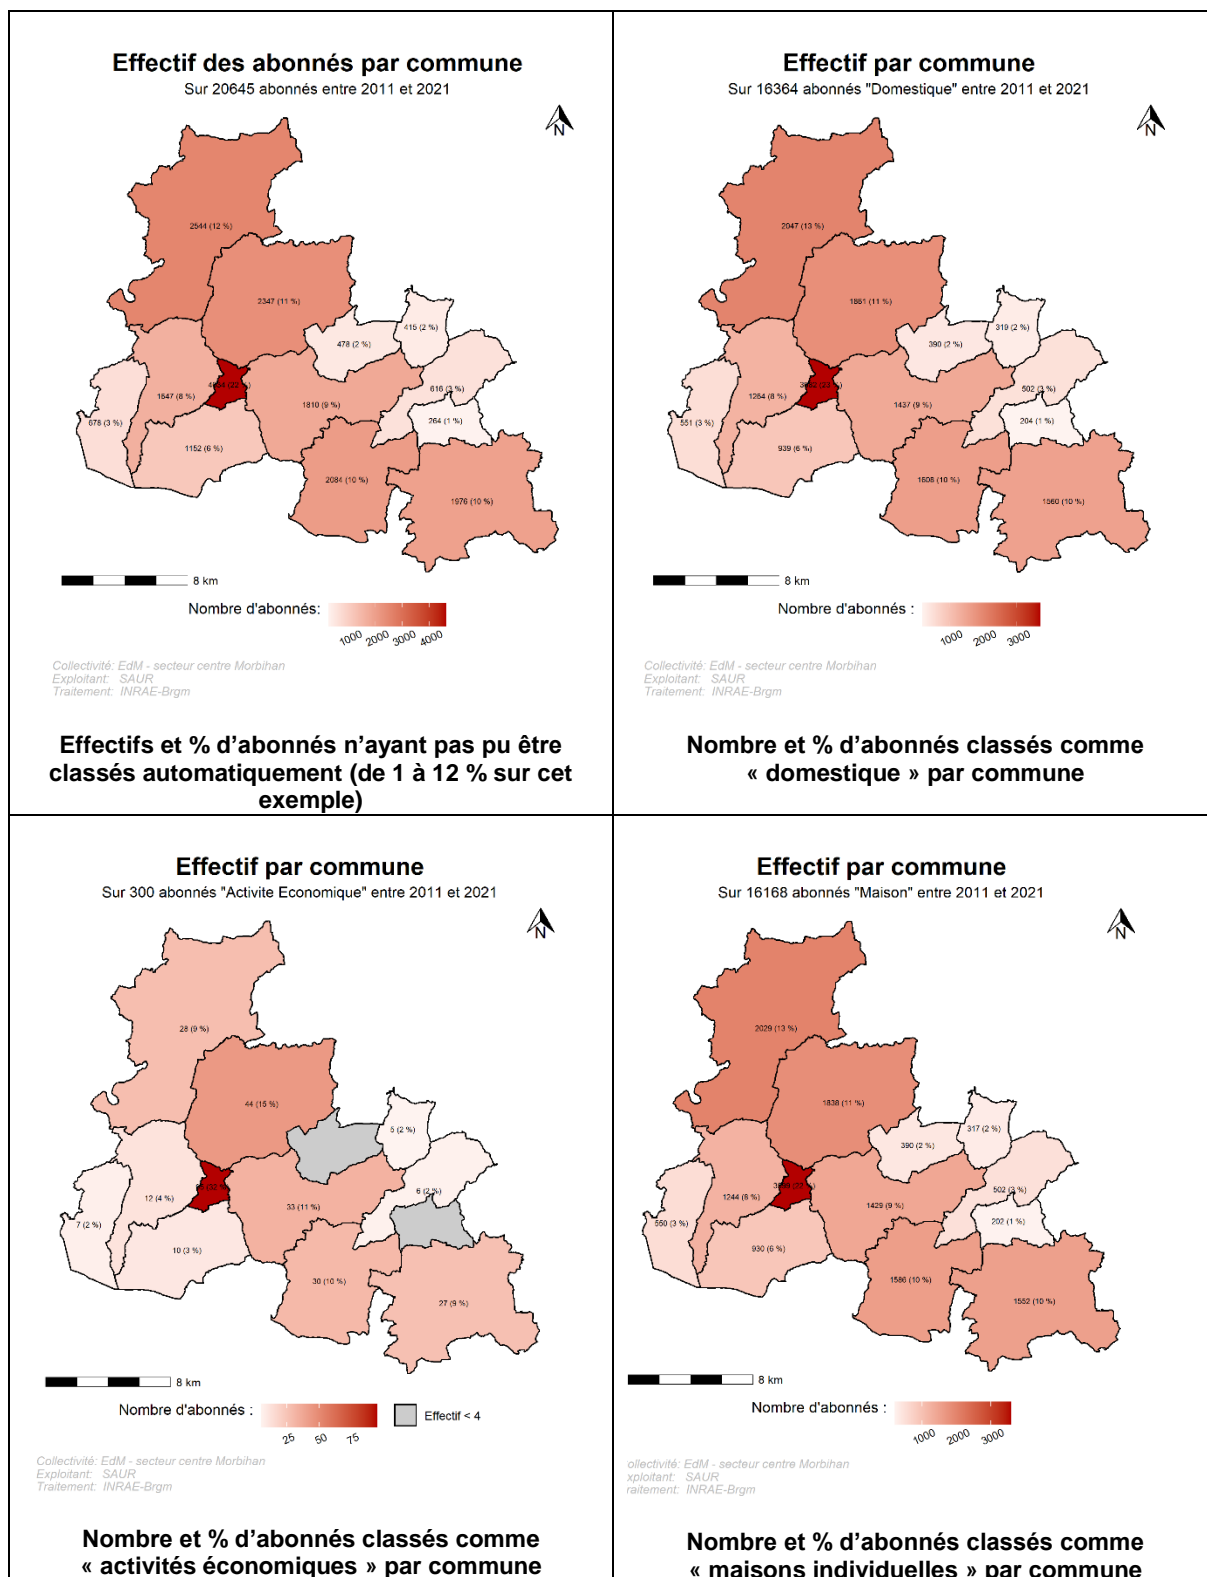 Effectif des abonnés par commune
Sur 20645 abonnés entre 2011 et 2021
N
2544 (12 %)
2347 (11 %)
415 (2 %)
478 (2 %)
616 (3 %)
1647 (8 %)
1810 (9 %)
264 (1 %)
678 (3 %)
1152 (6 %)
2084 (10 %)
1976 (10 %)
8 km
Nombre d'abonnés:
1000 2000 3000 4000
Collectivité: EdM - secteur centre Morbihan
Exploitant: SAUR
Traitement: INRAE-Brgm
Effectifs et % d'abonnés n'ayant pas pu être
classés automatiquement (de 1 à 12 % sur cet
exemple)
Effectif par commune
Sur 16364 abonnés "Domestique" entre 2011 et 2021
N
2047 (13 %)
1861 (11 %)
319 (2 %)
390 (2 %)
502 (3 %)
1264 (8 %)
1437 (9 %)
204 (1 %)
551 (3 %)
939 (6 %)
1608 (10 %)
1560 (10 %)
8 km
Nombre d'abonnés :
1000 2000 3000
Collectivité: EdM - secteur centre Morbihan
Exploitant: SAUR
Traitement: INRAE-Brgm
Nombre et % d'abonnés classés comme
« domestique » par commune
Effectif par commune
Sur 300 abonnés "Activite Economique" entre 2011 et 2021
N
28 (9 %)
44 (15 %)
5 (2 %)
6 (2 %)
12 (4 %)
33 (11 %)
7 (2 %)
10 (3 %)
30 (10 %)
27 (9 %)
8 km
Nombre d'abonnés :
25 50 75
Effectif < 4
Collectivité: EdM - secteur centre Morbihan
Exploitant: SAUR
Traitement: INRAE-Brgm
Nombre et % d'abonnés classés comme
« activités économiques » par commune
Effectif par commune
Sur 16168 abonnés "Maison" entre 2011 et 2021
N
2029 (13 %)
1838 (11 %)
317 (2 %)
390 (2 %)
502 (3 %)
1244 (8 %)
1429 (9 %)
202 (1 %)
550 (3 %)
930 (6 %)
1586 (10 %)
1552 (10 %)
8 km
Nombre d'abonnés :
1000 2000 3000
ollectivité: EdM - secteur centre Morbihan
xploitant: SAUR
raitement: INRAE-Brgm
Nombre et % d'abonnés classés comme
« maisons individuelles » par commune